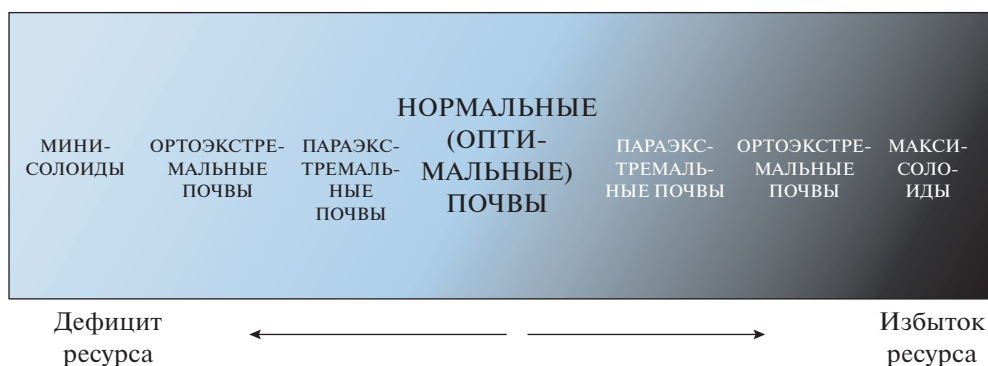 МИНИ-
СОЛОИДЫ
ОРТОЭКСТРЕ-
МАЛЬНЫЕ
ПОЧВЫ
ПАРАЭКС-
ТРЕМАЛЬ-
НЫЕ
ПОЧВЫ
НОРМАЛЬНЫЕ
(ОПТИ-
МАЛЬНЫЕ)
ПОЧВЫ
ПАРАЭКС-
ТРЕМАЛЬ-
НЫЕ ПОЧВЫ
ОРТОЭКСТРЕ-
МАЛЬНЫЕ
ПОЧВЫ
МАКСИ-
СОЛО-
ИДЫ
Дефицит
ресурса
Избыток
ресурса